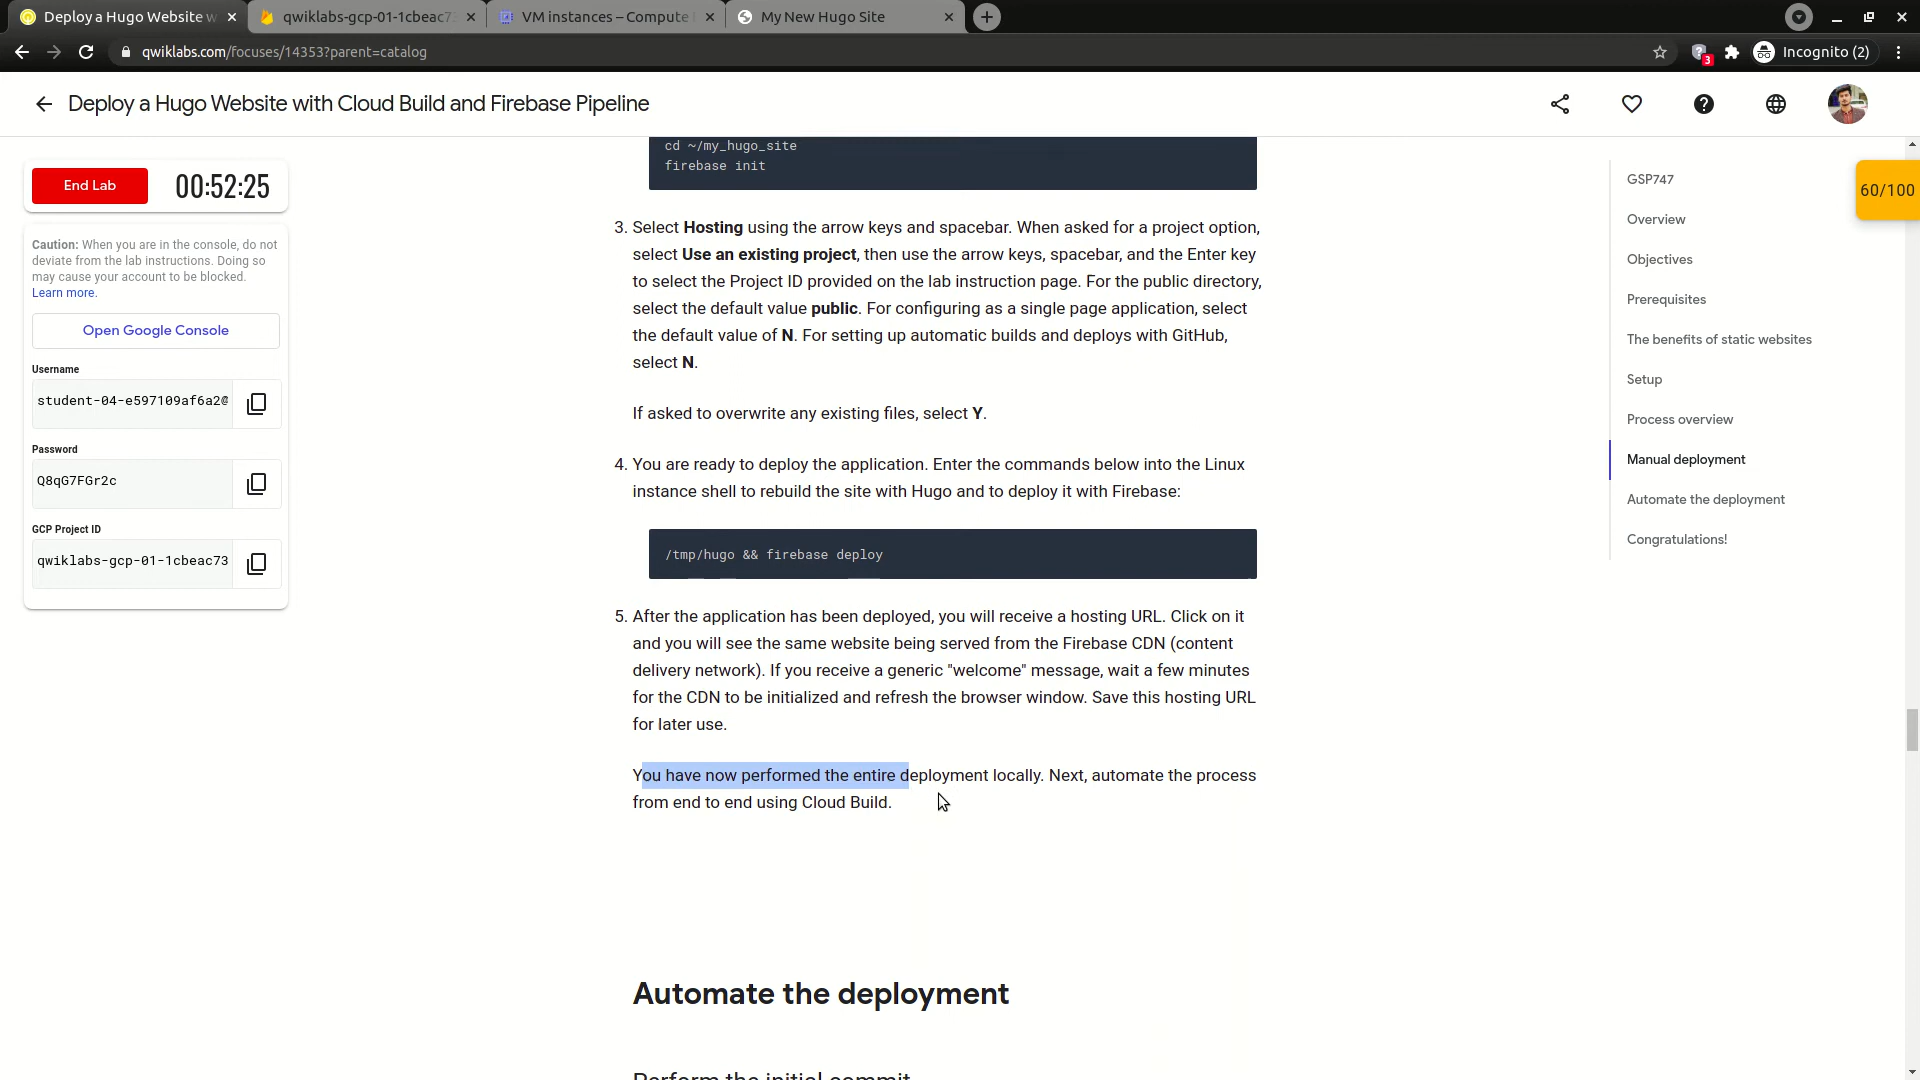 Deploy a Hugo Website w
qwiklabs-gcp-01-1cbeac73
VM instances – Compute
My New Hugo Site
qwiklabs.com/focuses/14353?parent=catalog
3
Incognito (2)
Deploy a Hugo Website with Cloud Build and Firebase Pipeline
End Lab
00:52:25
Caution: When you are in the console, do not
deviate from the lab instructions. Doing so
may cause your account to be blocked.
Learn more.
Open Google Console
Username
student-04-e597109af6a2@
Password
Q8qG7FGr2c
GCP Project ID
qwiklabs-gcp-01-1cbeac73
cd ~/my_hugo_site
firebase init
3. Select Hosting using the arrow keys and spacebar. When asked for a project option,
select Use an existing project, then use the arrow keys, spacebar, and the Enter key
to select the Project ID provided on the lab instruction page. For the public directory,
select the default value public. For configuring as a single page application, select
the default value of N. For setting up automatic builds and deploys with GitHub,
select N.
If asked to overwrite any existing files, select Y.
4. You are ready to deploy the application. Enter the commands below into the Linux
instance shell to rebuild the site with Hugo and to deploy it with Firebase:
/tmp/hugo && firebase deploy
5. After the application has been deployed, you will receive a hosting URL. Click on it
and you will see the same website being served from the Firebase CDN (content
delivery network). If you receive a generic "welcome" message, wait a few minutes
for the CDN to be initialized and refresh the browser window. Save this hosting URL
for later use.
You have now performed the entire deployment locally. Next, automate the process
from end to end using Cloud Build.
Automate the deployment
Perform the initial commit
GSP747
Overview
Objectives
Prerequisites
The benefits of static websites
Setup
Process overview
Manual deployment
Automate the deployment
Congratulations!
60/100